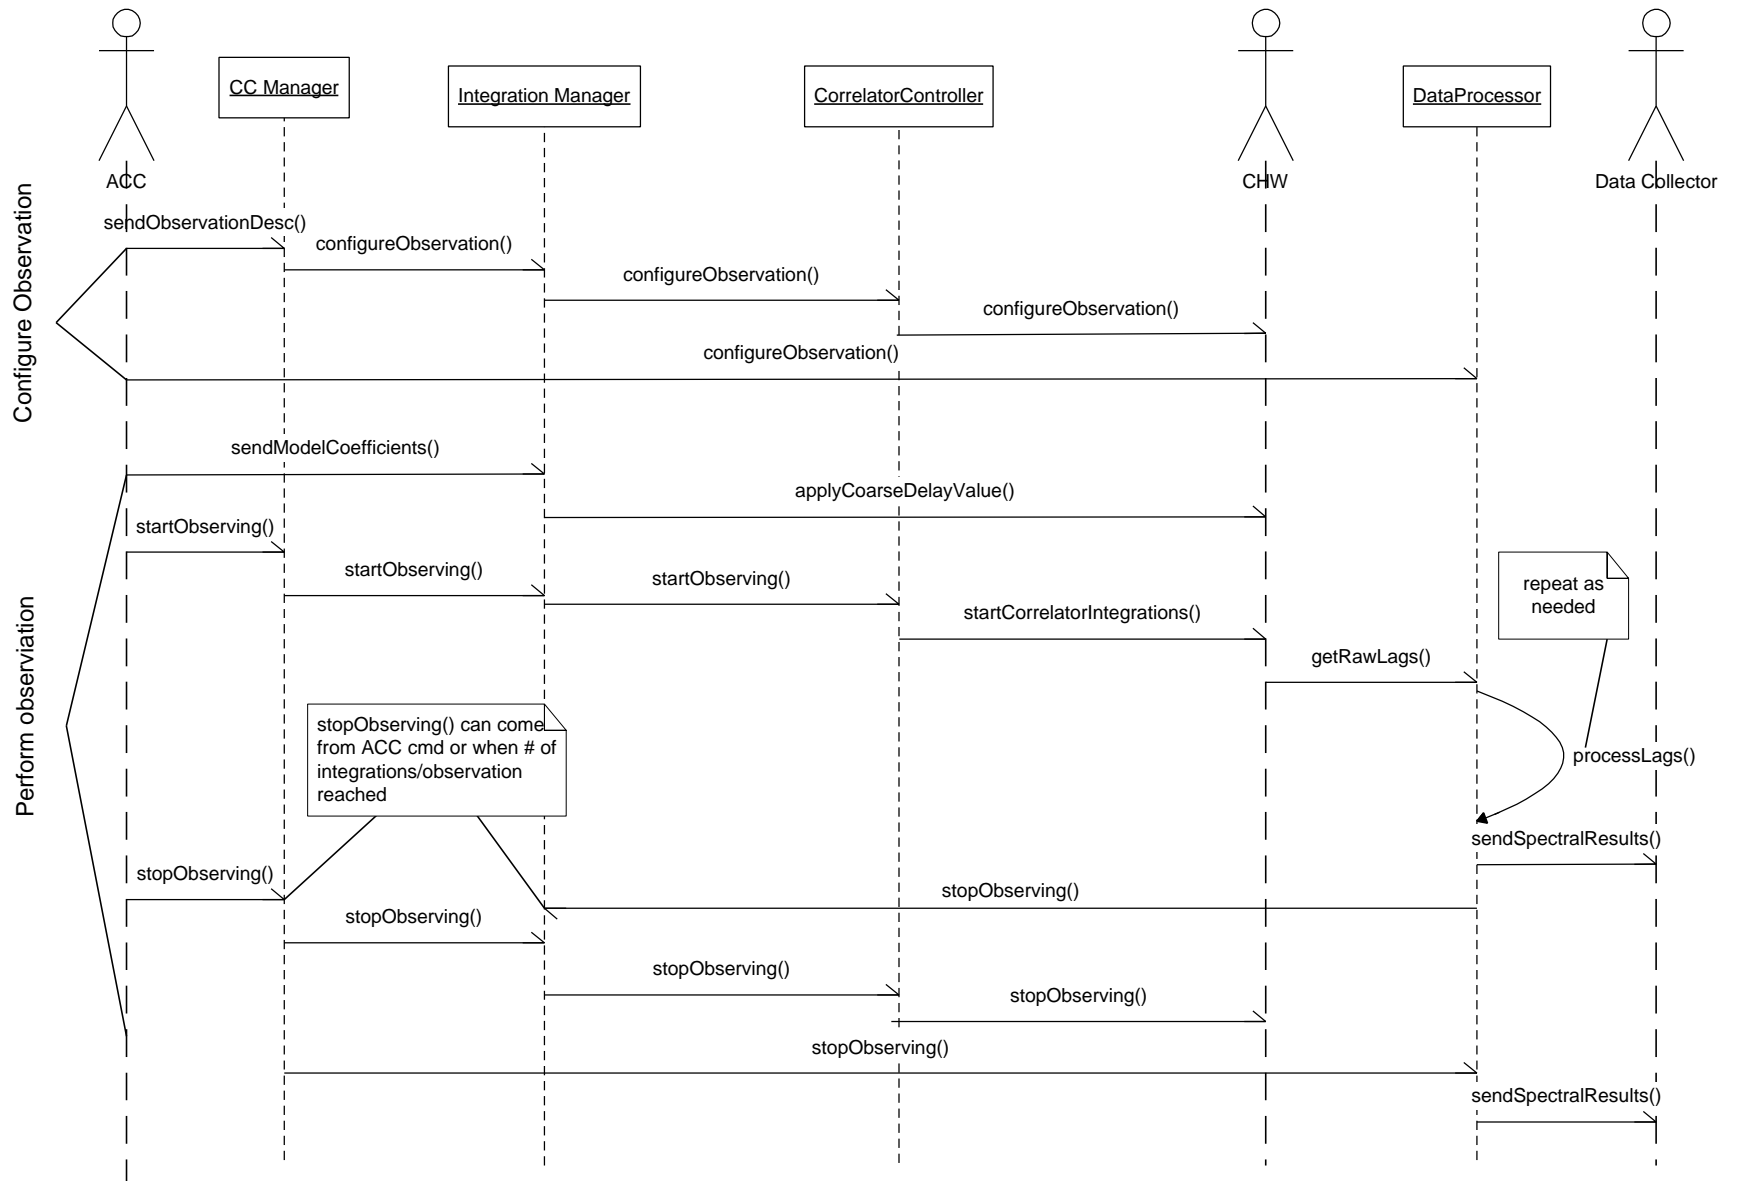 CC Manager
Integration Manager
CorrelatorController
DataProcessor
ACC
CHW
Data Collector
Configure Observation
sendObservationDesc()
configureObservation()
configureObservation()
configureObservation()
configureObservation()
sendModelCoefficients()
applyCoarseDelayValue()
startObserving()
startObserving()
startObserving()
startCorrelatorIntegrations()
repeat as
needed
getRawLags()
Perform observiation
stopObserving() can come
from ACC cmd or when # of
integrations/observation
reached
processLags()
sendSpectralResults()
stopObserving()
stopObserving()
stopObserving()
stopObserving()
stopObserving()
stopObserving()
sendSpectralResults()